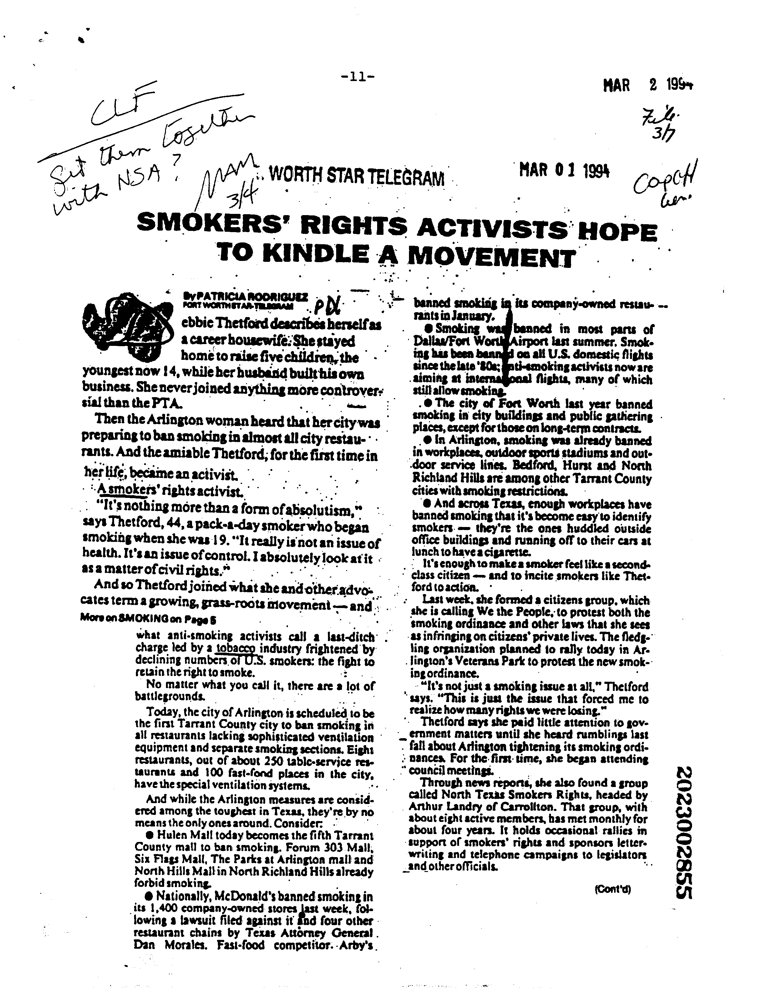 -11-
MAR 2 1994
CLF
Get them together
with NSA?
File
3/7
MAM
3/4
WORTH STAR TELEGRAM
MAR 01 1994
SMOKERS' RIGHTS ACTIVISTS HOPE
TO KINDLE A MOVEMENT
By PATRICIA RODRIGUEZ
FORT WORTH STAR-TELEGRAM
ebbie Thetford describes herself as
a career housewife. She stayed
home to raise five children, the
youngest now 14, while her husband built his own
business. She never joined anything more controver-
sial than the PTA.
Then the Arlington woman heard that her city was
preparing to ban smoking in almost all city restau-
rants. And the amiable Thetford, for the first time in
her life, became an activist.
A smokers' rights activist.
"It's nothing more than a form of absolutism,"
says Thetford, 44, a pack-a-day smoker who began
smoking when she was 19. "It really is not an issue of
health. It's an issue of control. I absolutely look at it
as a matter of civil rights."
And so Thetford joined what she and other advo-
cates term a growing, grass-roots movement — and
More on SMOKING on Page 5
what anti-smoking activists call a last-ditch
charge led by a tobacco industry frightened by
declining numbers of U.S. smokers: the fight to
retain the right to smoke.
No matter what you call it, there are a lot of
battlegrounds.
Today, the city of Arlington is scheduled to be
the first Tarrant County city to ban smoking in
all restaurants lacking sophisticated ventilation
equipment and separate smoking sections. Eight
restaurants, out of about 250 table-service res-
taurants and 100 fast-food places in the city,
have the special ventilation systems.
And while the Arlington measures are consid-
ered among the toughest in Texas, they're by no
means the only ones around. Consider:
● Hulen Mall today becomes the fifth Tarrant
County mall to ban smoking. Forum 303 Mall,
Six Flags Mall, The Parks at Arlington mall and
North Hills Mall in North Richland Hills already
forbid smoking.
● Nationally, McDonald's banned smoking in
its 1,400 company-owned stores last week, fol-
lowing a lawsuit filed against it and four other
restaurant chains by Texas Attorney General
Dan Morales. Fast-food competitor Arby's
banned smoking in its company-owned restau-
rants in January.
● Smoking was banned in most parts of
Dallas/Fort Worth Airport last summer. Smok-
ing has been banned on all U.S. domestic flights
since the late '80s; anti-smoking activists now are
aiming at international flights, many of which
still allow smoking.
● The city of Fort Worth last year banned
smoking in city buildings and public gathering
places, except for those on long-term contracts.
● In Arlington, smoking was already banned
in workplaces, outdoor sports stadiums and out-
door service lines. Bedford, Hurst and North
Richland Hills are among other Tarrant County
cities with smoking restrictions.
● And across Texas, enough workplaces have
banned smoking that it's become easy to identify
smokers — they're the ones huddled outside
office buildings and running off to their cars at
lunch to have a cigarette.
It's enough to make a smoker feel like a second-
class citizen — and to incite smokers like Thet-
ford to action.
Last week, she formed a citizens group, which
she is calling We the People, to protest both the
smoking ordinance and other laws that she sees
as infringing on citizens' private lives. The fledg-
ling organization planned to rally today in Ar-
lington's Veterans Park to protest the new smok-
ing ordinance.
"It's not just a smoking issue at all," Thetford
says. "This is just the issue that forced me to
realize how many rights we were losing."
Thetford says she paid little attention to gov-
ernment matters until she heard rumblings last
fall about Arlington tightening its smoking ordi-
nances. For the first time, she began attending
council meetings.
Through news reports, she also found a group
called North Texas Smokers Rights, headed by
Arthur Landry of Carrollton. That group, with
about eight active members, has met monthly for
about four years. It holds occasional rallies in
support of smokers' rights and sponsors letter-
writing and telephone campaigns to legislators
and other officials.
(Cont'd)
2023002855